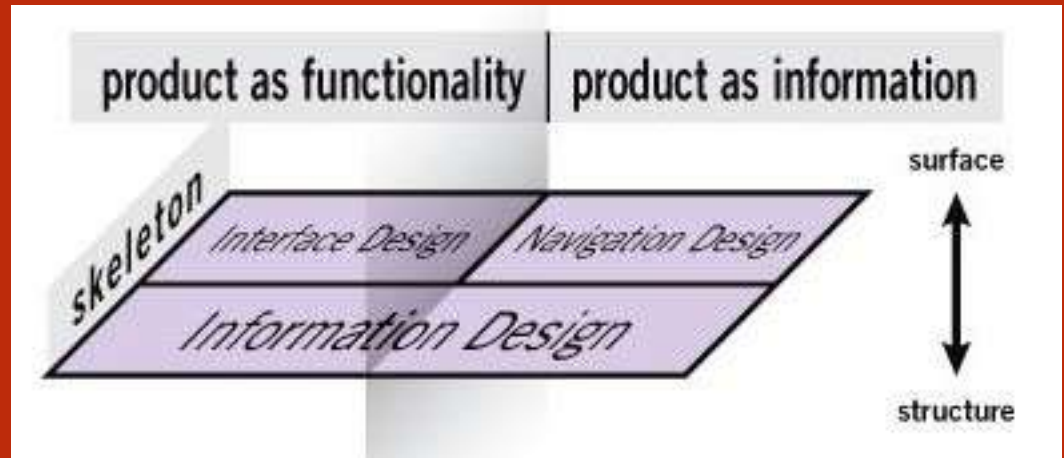 product as functionality
product as information
surface
skeleton
Interface Design
Navigation Design
Information Design
structure